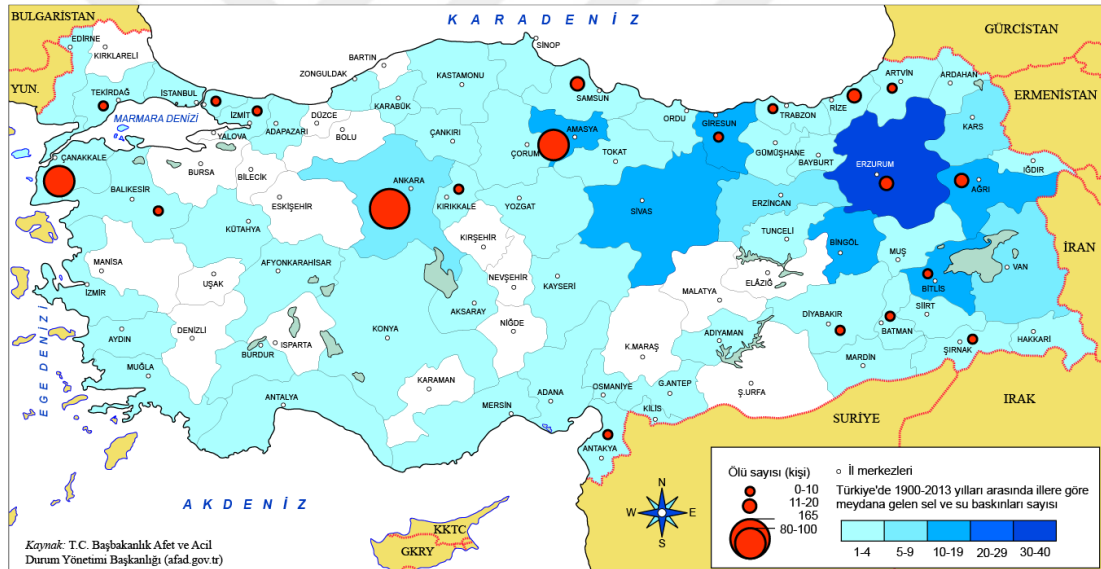 KARADENİZ
BULGARİSTAN
GÜRCİSTAN
EDİRNE
KIRKLARELİ
SİNOP
BARTIN
ZONGULDAK
KASTAMONU
ARTVİN
ARDAHAN
YUN.
TEKİRDAĞ
İSTANBUL
KARABÜK
SAMSUN
RİZE
ERMENİSTAN
MARMARA DENİZİ
İZMİT
ADAPAZARI
DÜZCE
BOLU
ÇANKIRI
AMASYA
ORDU
GİRESUN
TRABZON
KARS
YALOVA
ÇORUM
TOKAT
GÜMÜŞHANE
BAYBURT
ERZURUM
IĞDIR
ÇANAKKALE
BURSA
BİLECİK
ANKARA
KIRIKKALE
AĞRI
BALIKESİR
ESKİŞEHİR
YOZGAT
SİVAS
ERZİNCAN
KÜTAHYA
KIRŞEHİR
TUNCELİ
BİNGÖL
MUŞ
İRAN
MANİSA
UŞAK
AFYONKARAHİSAR
NEVŞEHİR
KAYSERİ
ELAZIĞ
VAN
İZMİR
MALATYA
BİTLİS
SİİRT
AKSARAY
DENİZLİ
KONYA
NİĞDE
DİYABAKIR
BATMAN
AYDIN
ISPARTA
BURDUR
ADIYAMAN
HAKKARİ
ŞIRNAK
EGE DENİZİ
MUĞLA
K.MARAŞ
MARDİN
KARAMAN
ADANA
OSMANİYE
G.ANTEP
Ş.URFA
ANTALYA
MERSİN
KİLİS
IRAK
SURİYE
ANTAKYA
AKDENİZ
N
W E
S
KKTC
GKRY
Kaynak: T.C. Başbakanlık Afet ve Acil
Durum Yönetimi Başkanlığı (afad.gov.tr)
Ölü sayısı (kişi)
0-10
11-20
165
80-100
İl merkezleri
Türkiye'de 1900-2013 yılları arasında illere göre
meydana gelen sel ve su baskınları sayısı
1-4 5-9 10-19 20-29 30-40